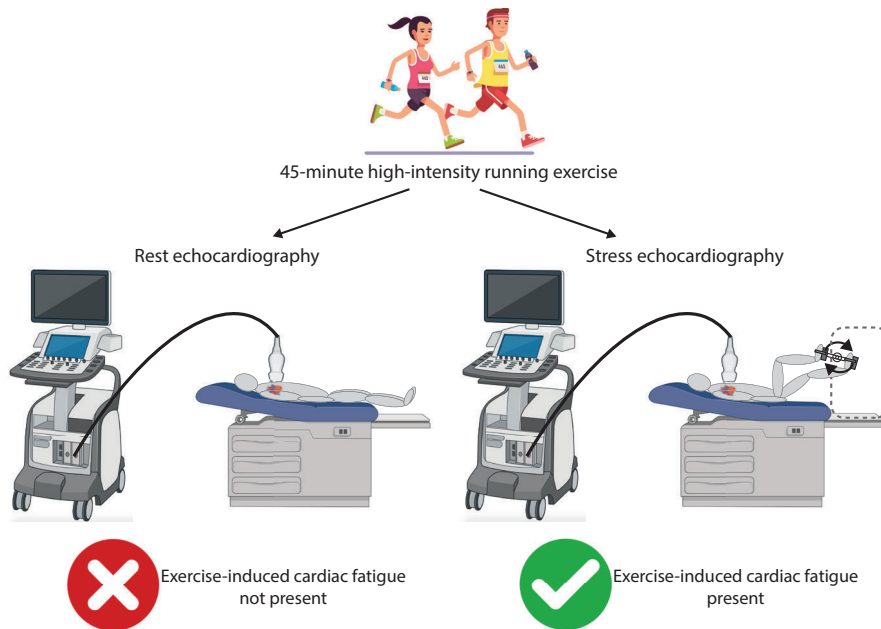 45-minute high-intensity running exercise
Rest echocardiography
Stress echocardiography
Exercise-induced cardiac fatigue
not present
Exercise-induced cardiac fatigue
present